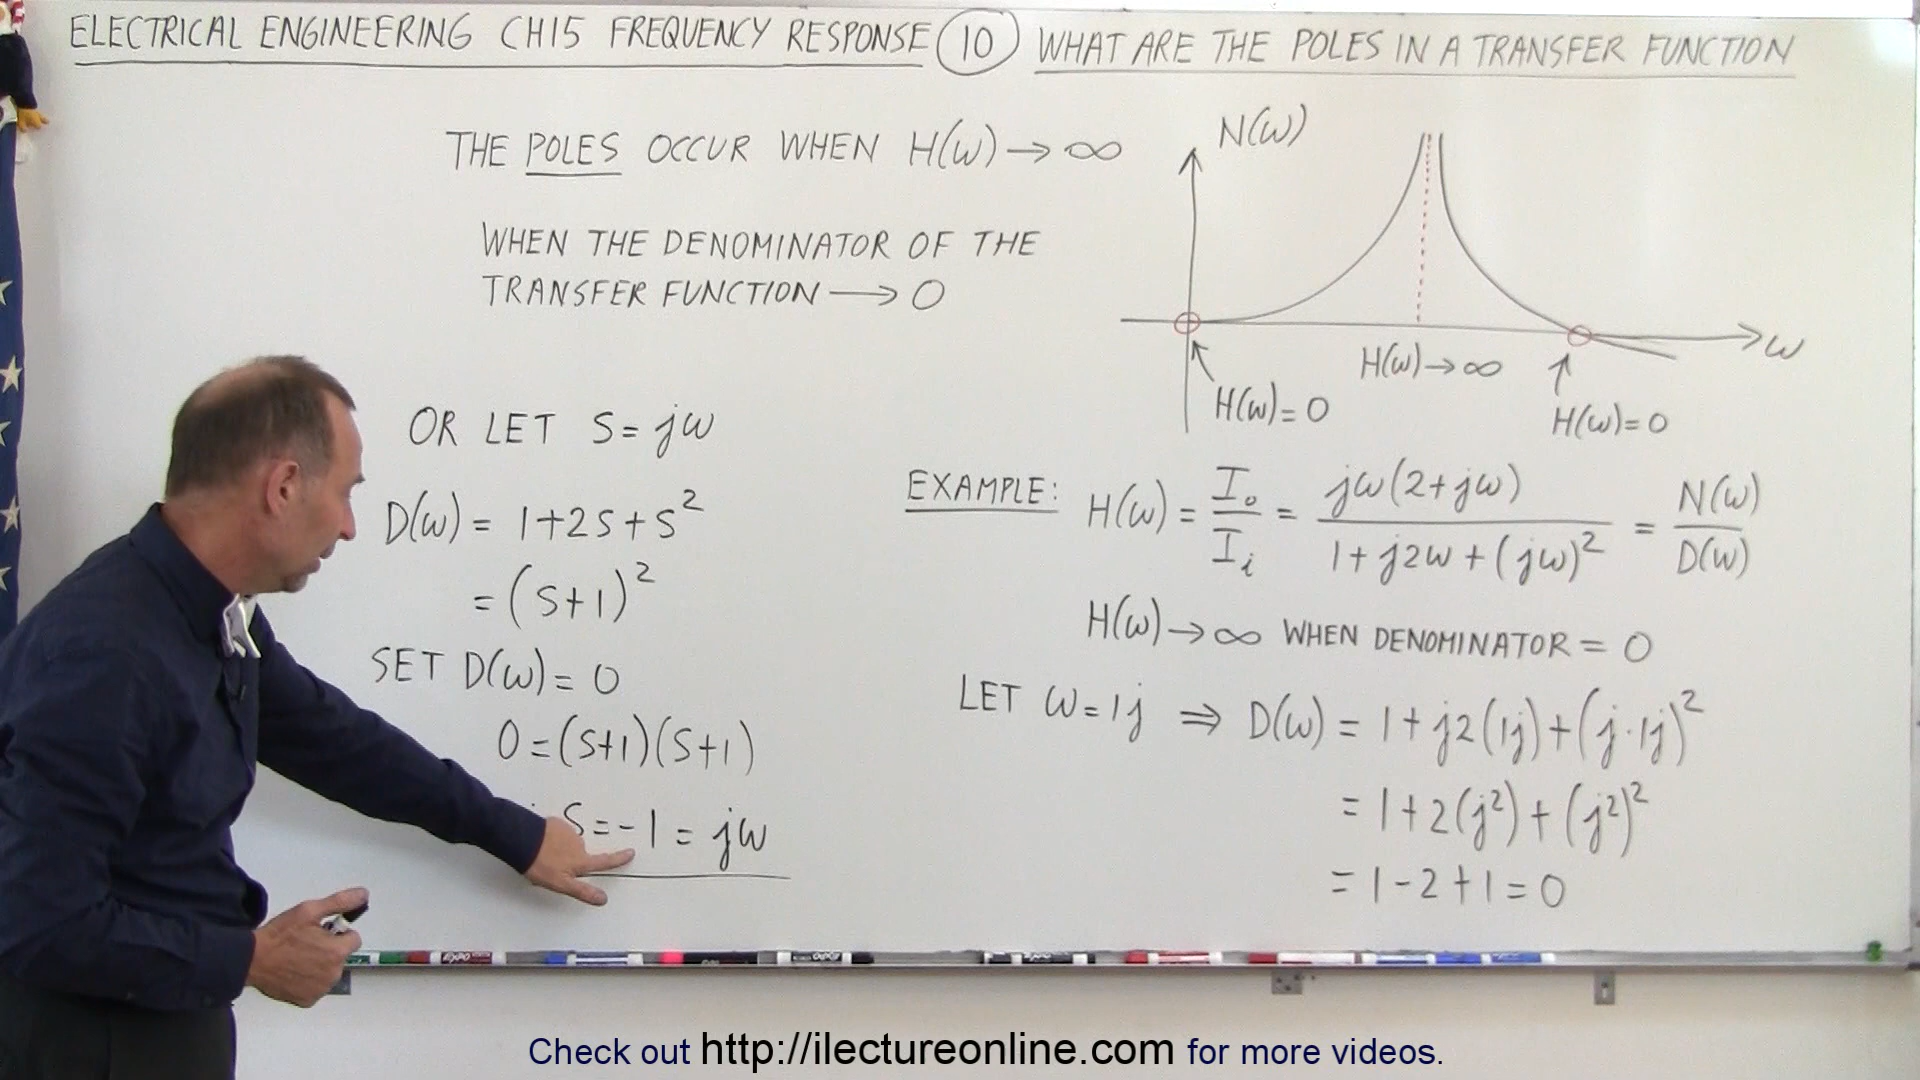 ELECTRICAL ENGINEERING CH15 FREQUENCY RESPONSE 10 WHAT ARE THE POLES IN A TRANSFER FUNCTION
THE POLES OCCUR WHEN H(ω) → ∞
WHEN THE DENOMINATOR OF THE
TRANSFER FUNCTION → 0
N(ω)
ω
H(ω) → ∞
H(ω) = 0
H(ω) = 0
OR LET S = jω
D(ω) = 1+2S+S²
= (S+1)²
SET D(ω) = 0
0 = (S+1)(S+1)
S = -1 = jω
EXAMPLE: H(ω) = I₀/Iᵢ = jω(2+jω)/(1+j2ω+(jω)²) = N(ω)/D(ω)
H(ω) → ∞ WHEN DENOMINATOR = 0
LET ω = 1j ⇒ D(ω) = 1 + j2(1j) + (j·1j)²
= 1 + 2(j²) + (j²)²
= 1 - 2 + 1 = 0
EXPO
EXPO
Check out http://ilectureonline.com for more videos.